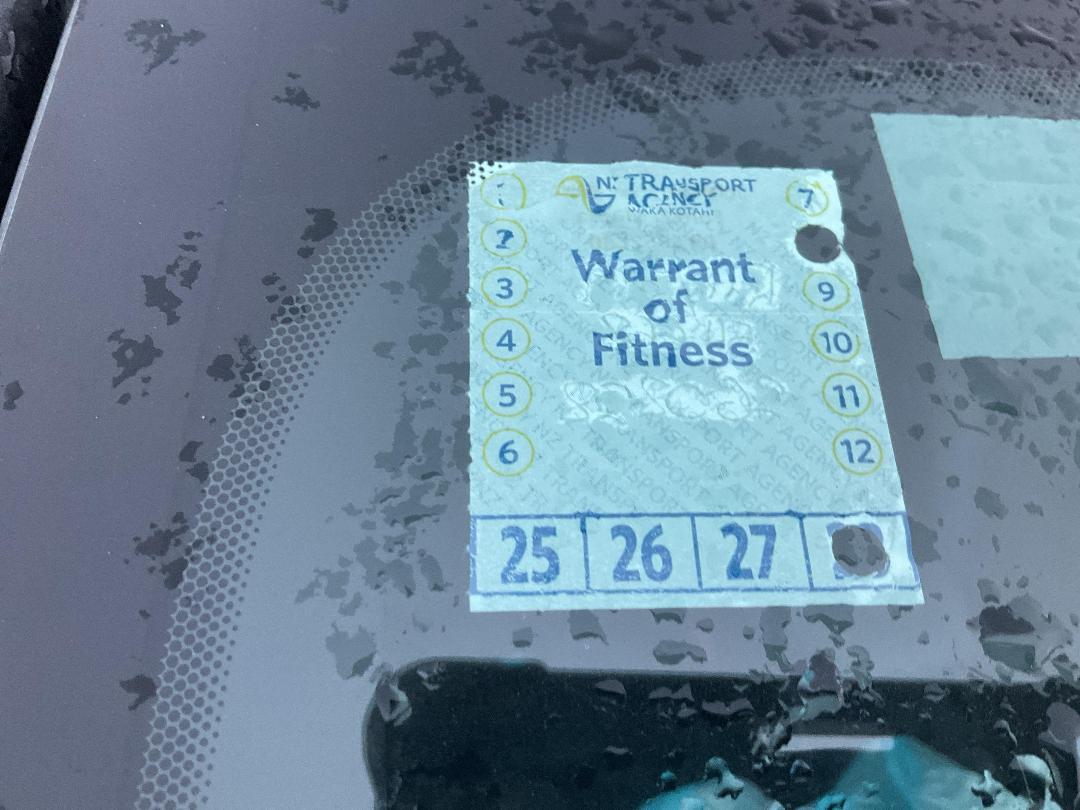 NZ TRANSPORT
AGENCY
WAKA KOTAHI
1
7
2
Warrant
of
Fitness
3
9
4
10
5
11
6
12
25 26 27